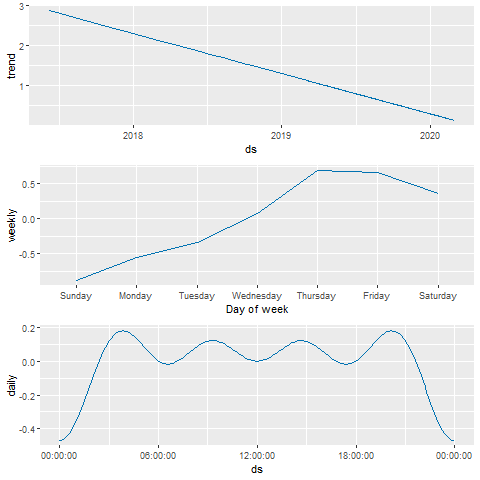 3
2
1
trend
2018 2019 2020
ds
0.5
0.0
-0.5
weekly
Sunday Monday Tuesday Wednesday Thursday Friday Saturday
Day of week
0.2
0.0
-0.2
-0.4
daily
00:00:00 06:00:00 12:00:00 18:00:00 00:00:00
ds